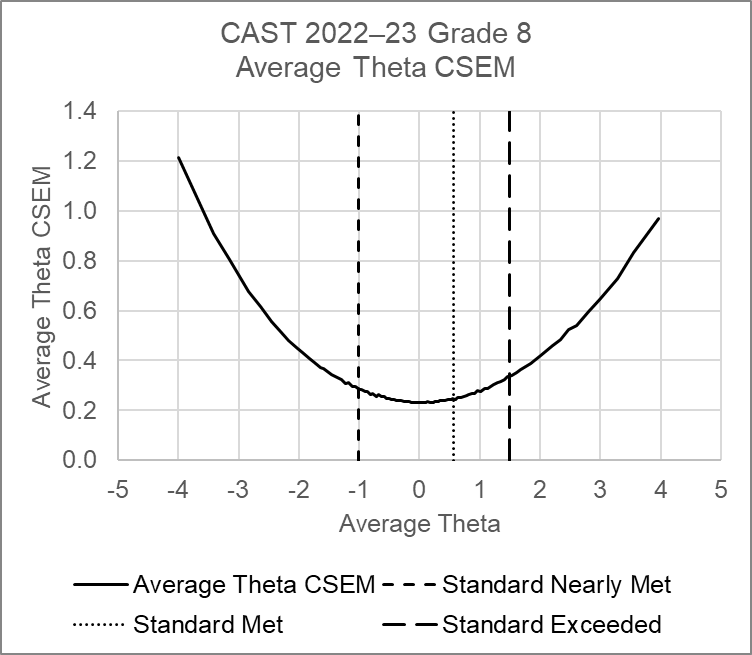 CAST 2022–23 Grade 8
Average Theta CSEM
Average Theta CSEM
1.4
1.2
1.0
0.8
0.6
0.4
0.2
0.0
-5 -4 -3 -2 -1 0 1 2 3 4 5
Average Theta
Average Theta CSEM Standard Nearly Met
Standard Met Standard Exceeded